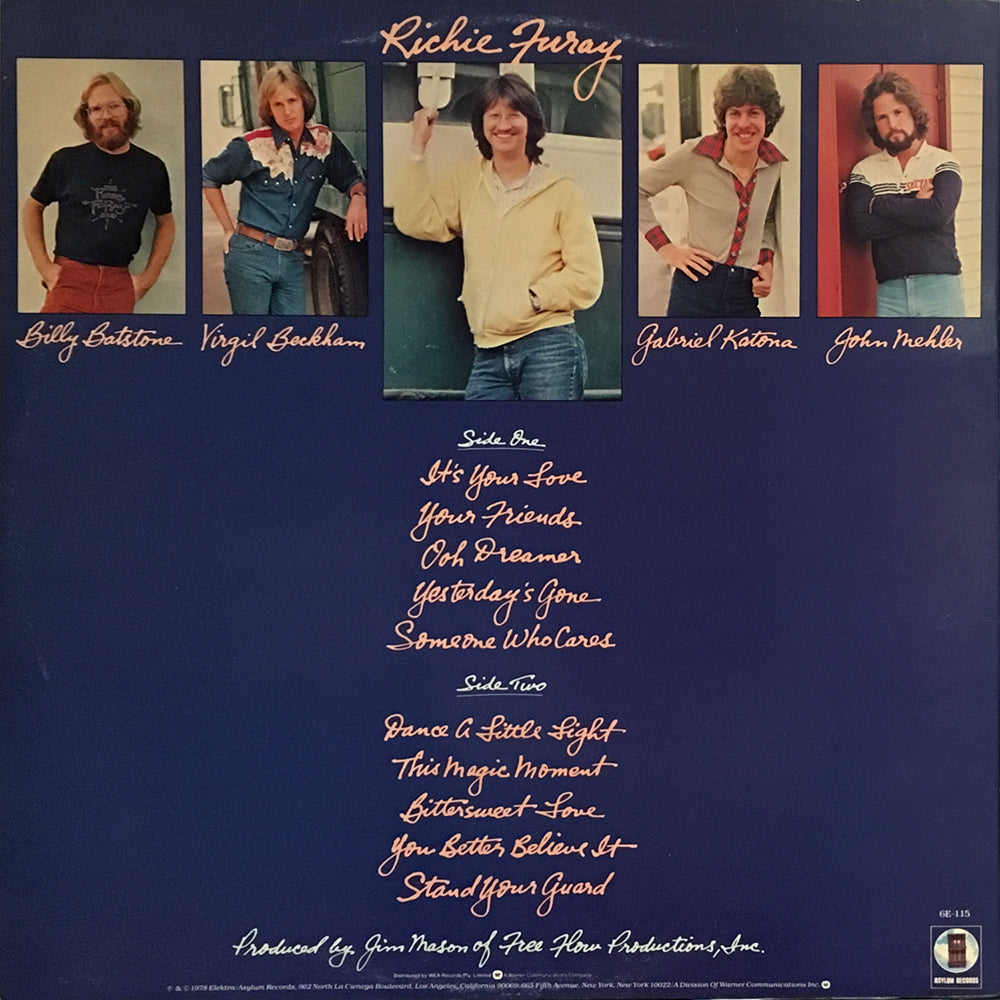 Richie Furay
Billy Batstone
Virgil Beckham
Gabriel Katona
John Mehler
Side One
It's Your Love
Your Friends
Ooh Dreamer
Yesterday's Gone
Someone Who Cares
Side Two
Dance A Little Light
This Magic Moment
Bittersweet Love
You Better Believe It
Stand Your Guard
6E-115
Produced by Jim Mason of Free Flow Productions, Inc.
ASYLUM RECORDS
Distributed by WEA Records Pty. Limited A Warner Communications Company
℗ & © 1978 Elektra/Asylum Records, 962 North La Cienega Boulevard, Los Angeles, California 90069. 665 Fifth Avenue, New York, New York 10022/A Division Of Warner Communications Inc.